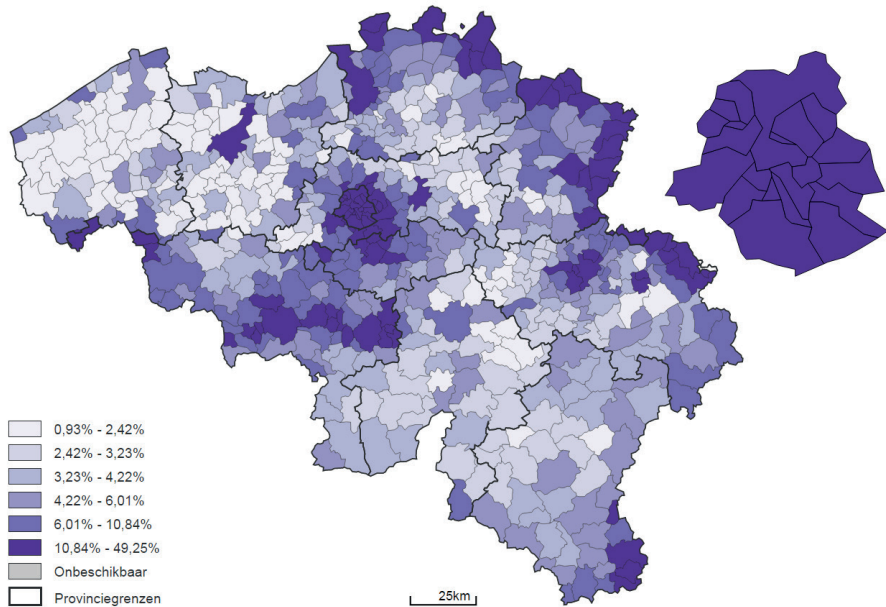 0,93% - 2,42%
2,42% - 3,23%
3,23% - 4,22%
4,22% - 6,01%
6,01% - 10,84%
10,84% - 49,25%
Onbeschikbaar
Provinciegrenzen
25km